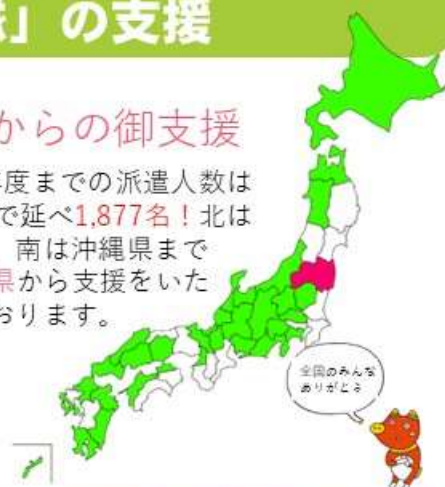 」の支援
からの御支援
度までの派遣人数は
で延べ1,877名！北は
南は沖縄県まで
県から支援をいた
おります。
全国のみんな
ありがとう